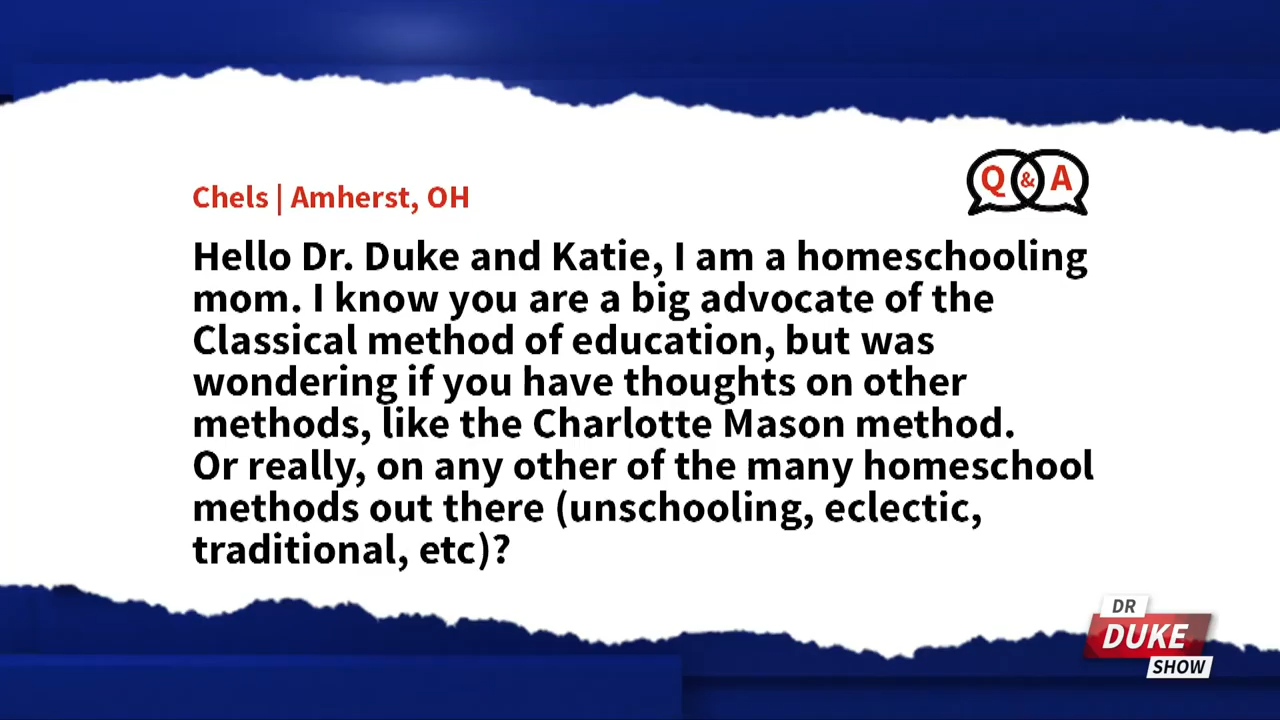 Chels | Amherst, OH
Q & A
Hello Dr. Duke and Katie, I am a homeschooling
mom. I know you are a big advocate of the
Classical method of education, but was
wondering if you have thoughts on other
methods, like the Charlotte Mason method.
Or really, on any other of the many homeschool
methods out there (unschooling, eclectic,
traditional, etc)?
DR
DUKE
SHOW